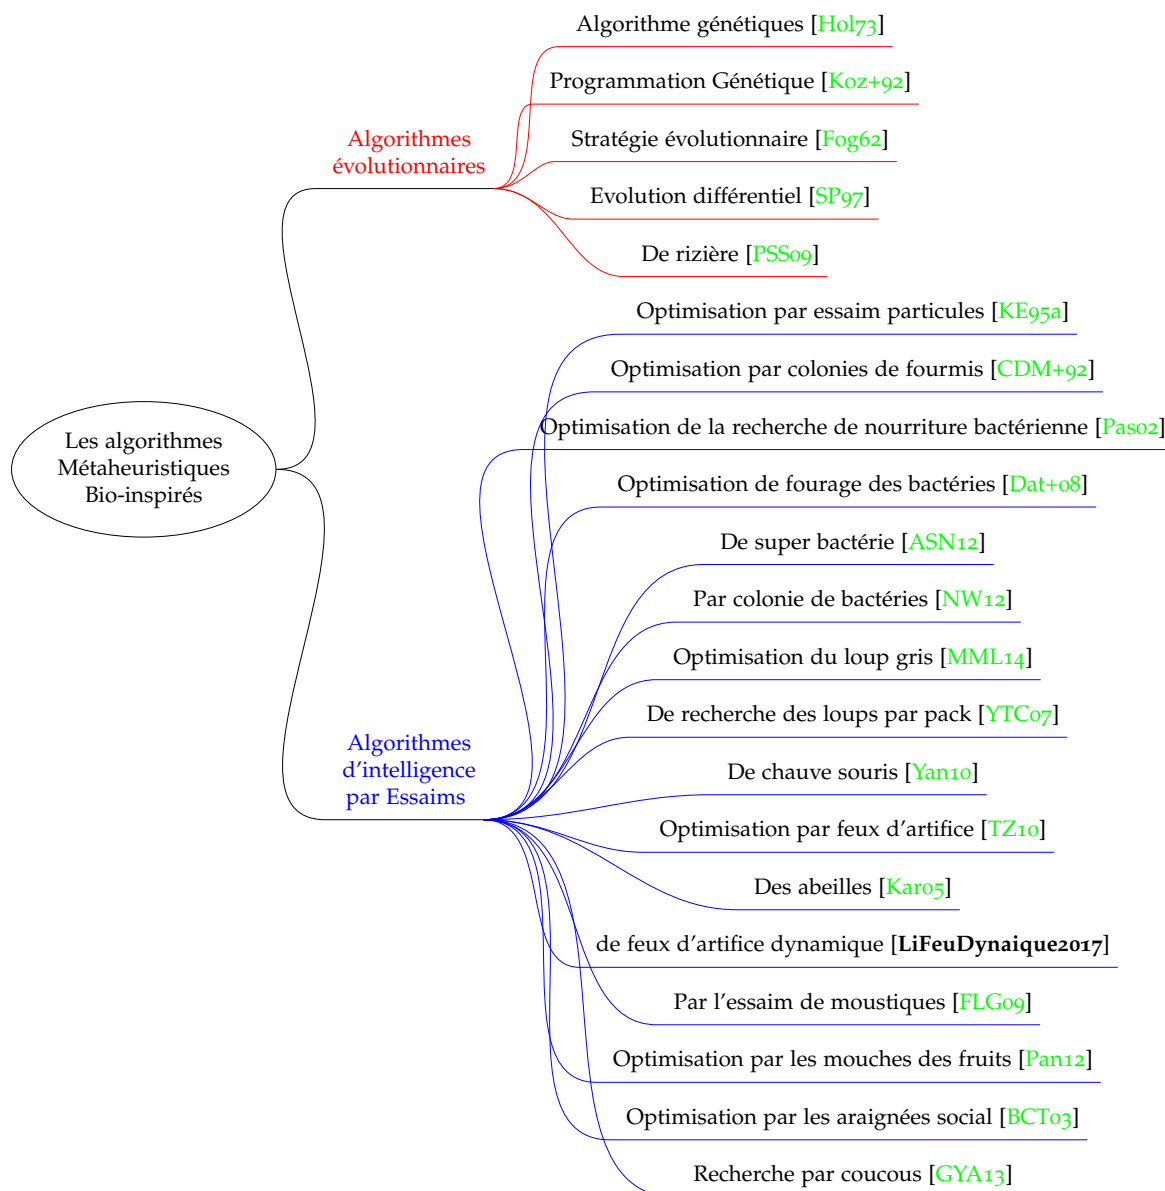 Les algorithmes
Métaheuristiques
Bio-inspirés
Algorithmes
évolutionnaires
Algorithme génétiques [Hol73]
Programmation Génétique [Koz+92]
Stratégie évolutionnaire [Fog62]
Evolution différentiel [SP97]
De rizière [PSS09]
Algorithmes
d'intelligence
par Essaims
Optimisation par essaim particules [KE95a]
Optimisation par colonies de fourmis [CDM+92]
Optimisation de la recherche de nourriture bactérienne [Pas02]
Optimisation de fourage des bactéries [Dat+08]
De super bactérie [ASN12]
Par colonie de bactéries [NW12]
Optimisation du loup gris [MML14]
De recherche des loups par pack [YTC07]
De chauve souris [Yan10]
Optimisation par feux d'artifice [TZ10]
Des abeilles [Kar05]
de feux d'artifice dynamique [LiFeuDynaique2017]
Par l'essaim de moustiques [FLG09]
Optimisation par les mouches des fruits [Pan12]
Optimisation par les araignées social [BCT03]
Recherche par coucous [GYA13]